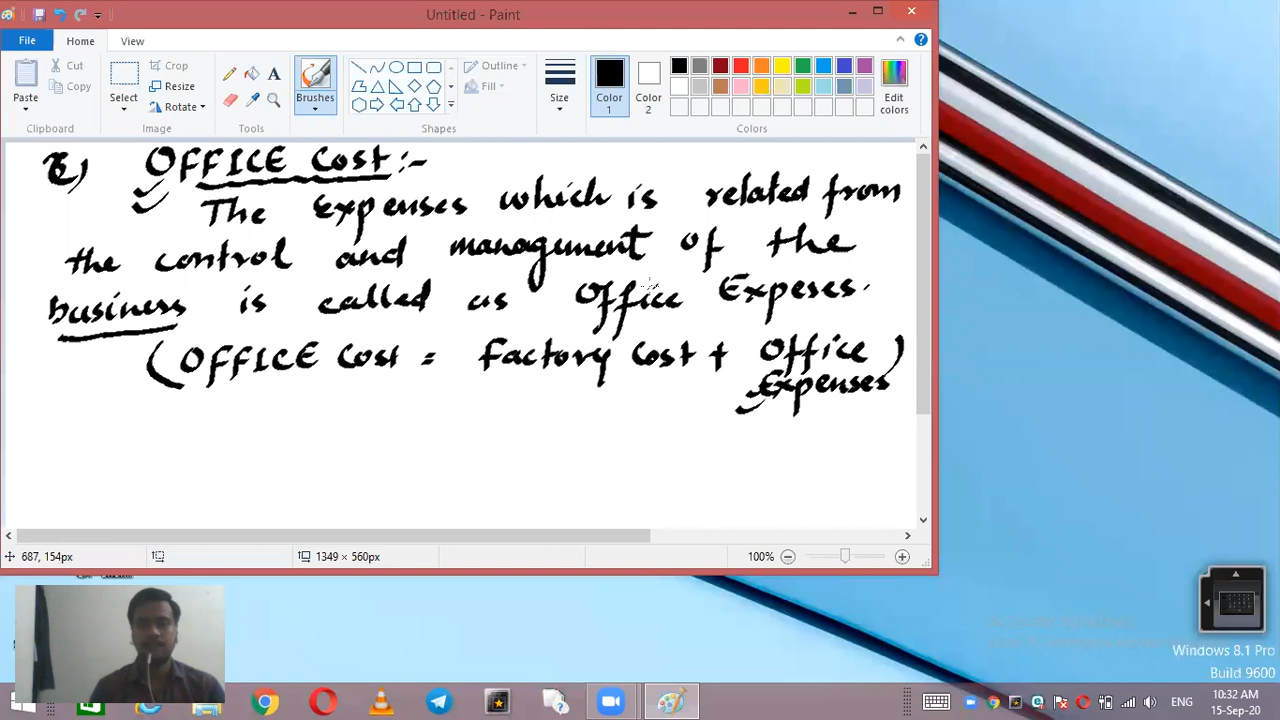 Untitled - Paint
File Home View
Cut
Copy
Paste
Clipboard
Select
Crop
Resize
Rotate
Image
Tools
Brushes
Outline
Fill
Shapes
Size
Color 1
Color 2
Edit colors
Colors
OFFICE Cost :-
The Expenses which is related from
the control and management of the
business is called as Office Expeses.
(OFFICE Cost = factory Cost + Office)
Expenses
687, 154px
1349 × 560px
100%
Windows 8.1 Pro
Build 9600
ENG
10:32 AM
15-Sep-20